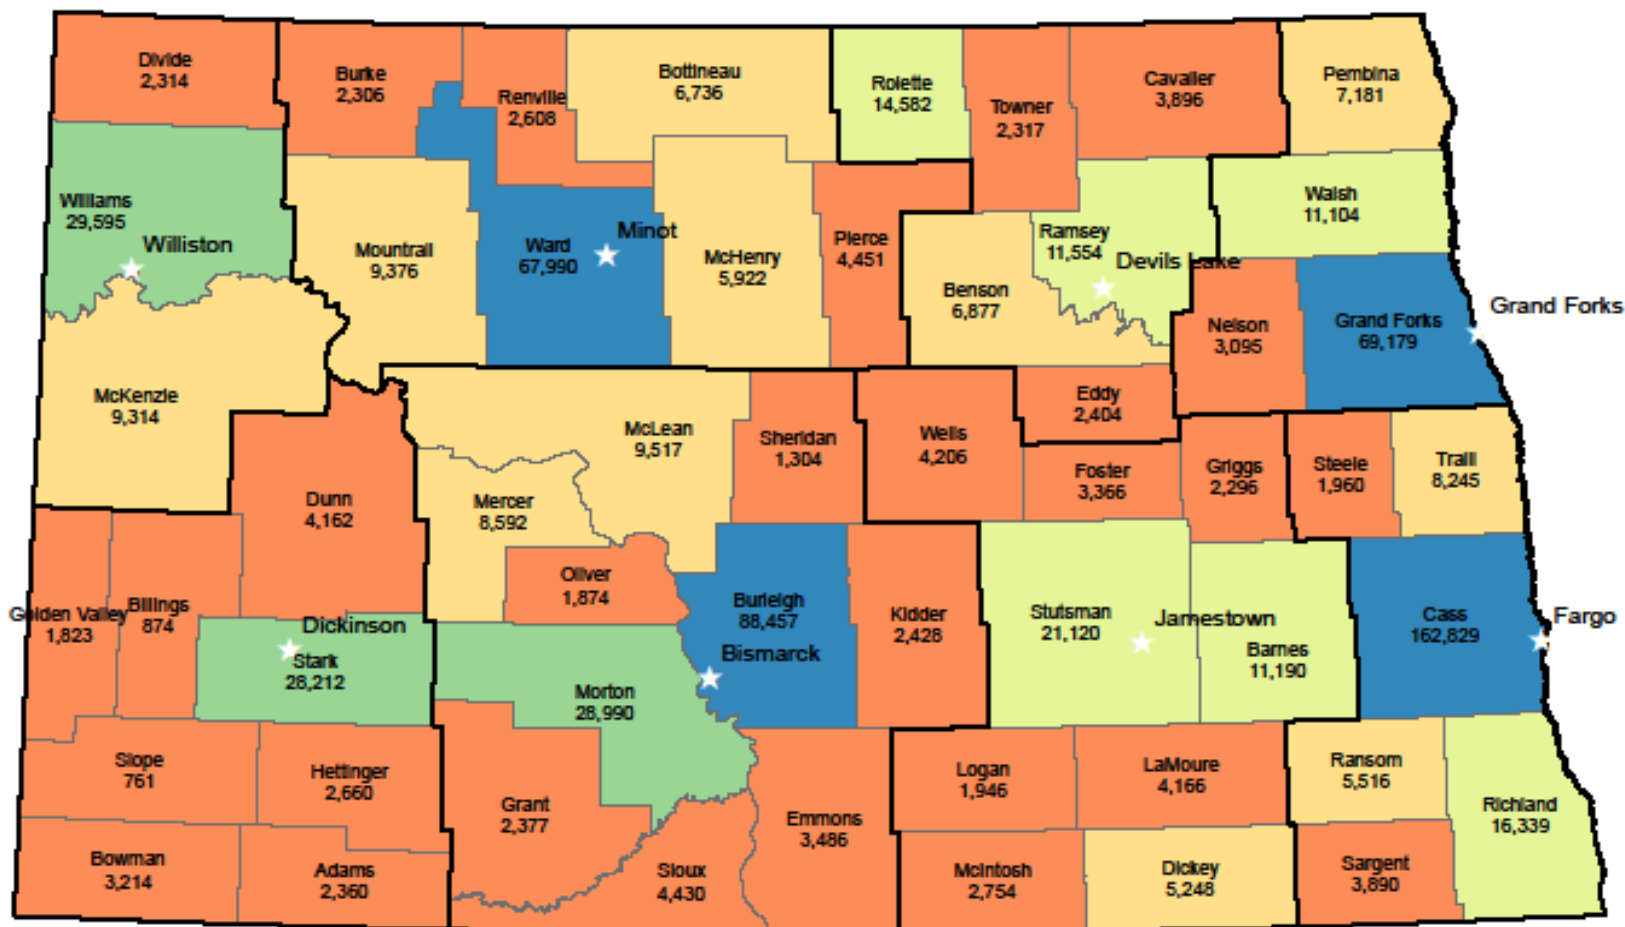 Divide
2,314
Burke
2,306
Renville
2,608
Bottineau
6,736
Rolette
14,582
Towner
2,317
Cavalier
3,896
Pembina
7,181
Williams
29,595
Williston
Mountrail
9,376
Ward
67,990
Minot
McHenry
5,922
Pierce
4,451
Benson
6,877
Ramsey
11,554
Devils Lake
Walsh
11,104
Nelson
3,095
Grand Forks
69,179
Grand Forks
McKenzie
9,314
Dunn
4,162
McLean
9,517
Mercer
8,592
Sheridan
1,304
Wells
4,206
Eddy
2,404
Foster
3,366
Griggs
2,296
Steele
1,960
Traill
8,245
Golden Valley
1,823
Billings
874
Dickinson
Stark
28,212
Oliver
1,874
Morton
28,990
Burleigh
88,457
Bismarck
Kidder
2,428
Stutsman
21,120
Jamestown
Barnes
11,190
Cass
162,829
Fargo
Slope
761
Hettinger
2,660
Grant
2,377
Bowman
3,214
Adams
2,360
Sioux
4,430
Emmons
3,486
Logan
1,946
LaMoure
4,166
Ransom
5,516
Richland
16,339
McIntosh
2,754
Dickey
5,248
Sargent
3,890